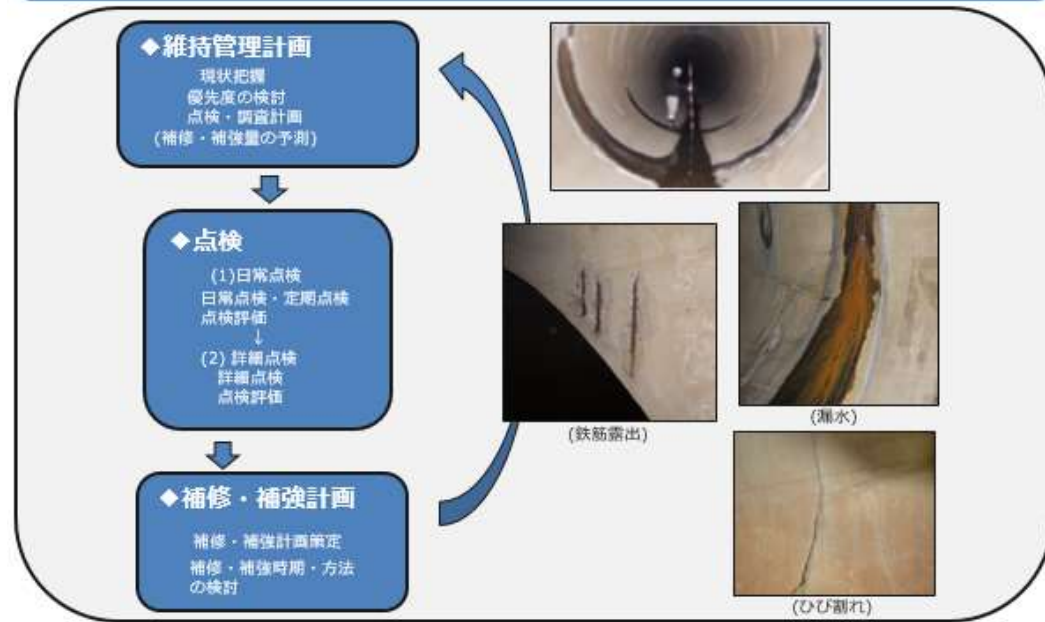 ◆維持管理計画
現状把握
優先度の検討
点検・調査計画
(補修・補強量の予測)
◆点検
(1)日常点検
日常点検・定期点検
点検評価
↓
(2) 詳細点検
詳細点検
点検評価
◆補修・補強計画
補修・補強計画策定
補修・補強時期・方法
の検討
(鉄筋露出)
(漏水)
(ひび割れ)